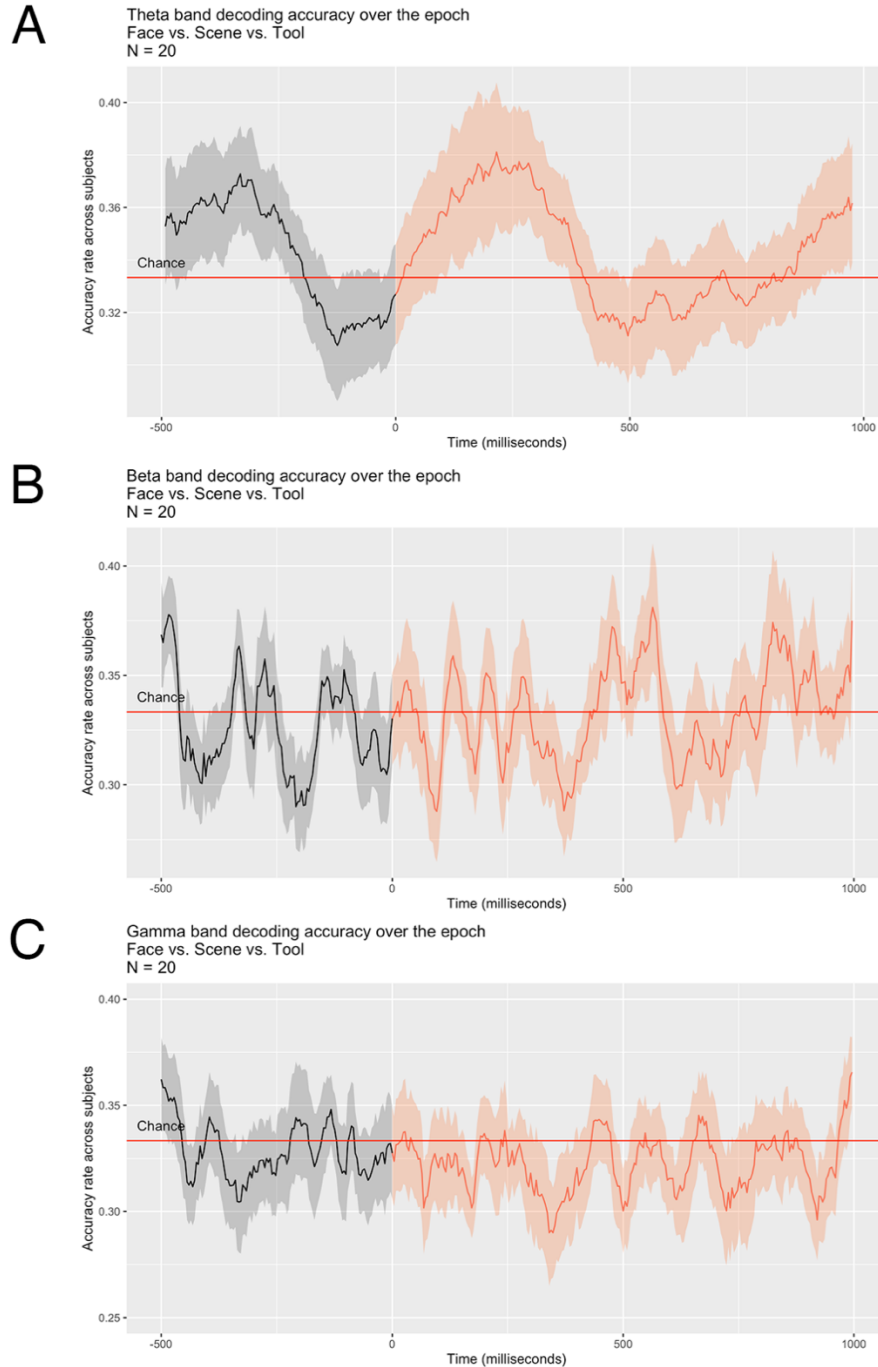 A
Theta band decoding accuracy over the epoch
Face vs. Scene vs. Tool
N = 20
Accuracy rate across subjects
0.40
0.36
0.32
Chance
-500
0
500
1000
Time (milliseconds)
B
Beta band decoding accuracy over the epoch
Face vs. Scene vs. Tool
N = 20
Accuracy rate across subjects
0.40
0.35
0.30
Chance
-500
0
500
1000
Time (milliseconds)
C
Gamma band decoding accuracy over the epoch
Face vs. Scene vs. Tool
N = 20
Accuracy rate across subjects
0.40
0.35
0.30
0.25
Chance
-500
0
500
1000
Time (milliseconds)